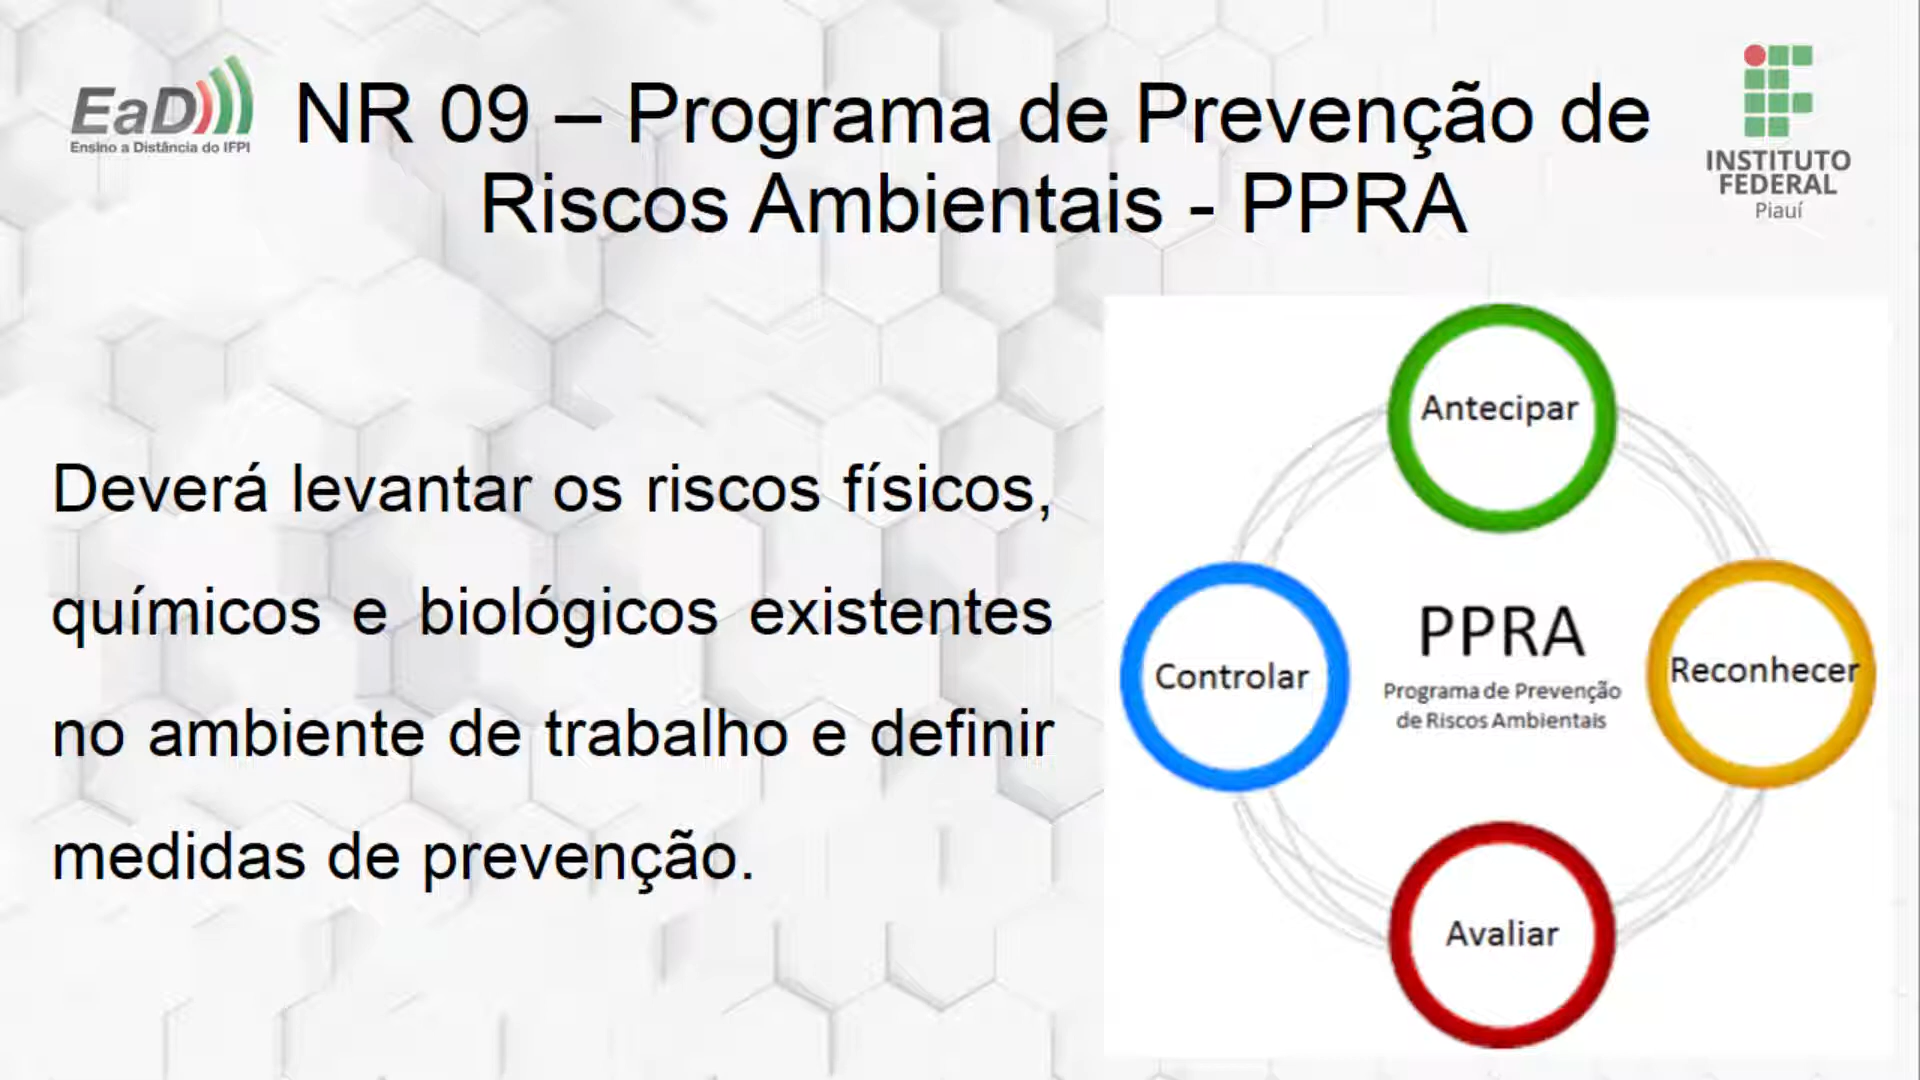 EaD
Ensino a Distância do IFPI
NR 09 – Programa de Prevenção de
Riscos Ambientais - PPRA
INSTITUTO
FEDERAL
Piauí
Deverá levantar os riscos físicos,
químicos e biológicos existentes
no ambiente de trabalho e definir
medidas de prevenção.
Antecipar
Controlar
PPRA
Programa de Prevenção
de Riscos Ambientais
Reconhecer
Avaliar